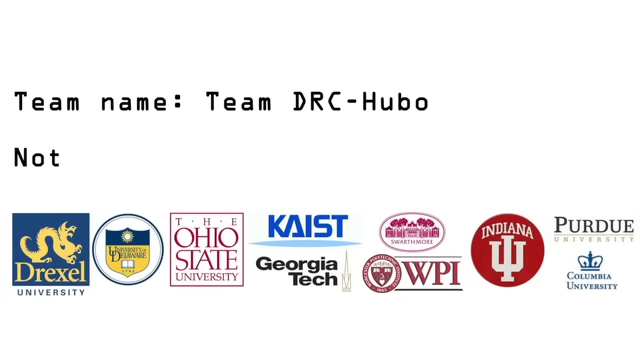 Team name: Team DRC-Hubo
Not
Drexel
UNIVERSITY
UNIVERSITY OF
DELAWARE
THE
OHIO
STATE
UNIVERSITY
KAIST
Georgia
Tech
SWARTHMORE
WPI
INDIANA
PURDUE
UNIVERSITY
COLUMBIA
UNIVERSITY